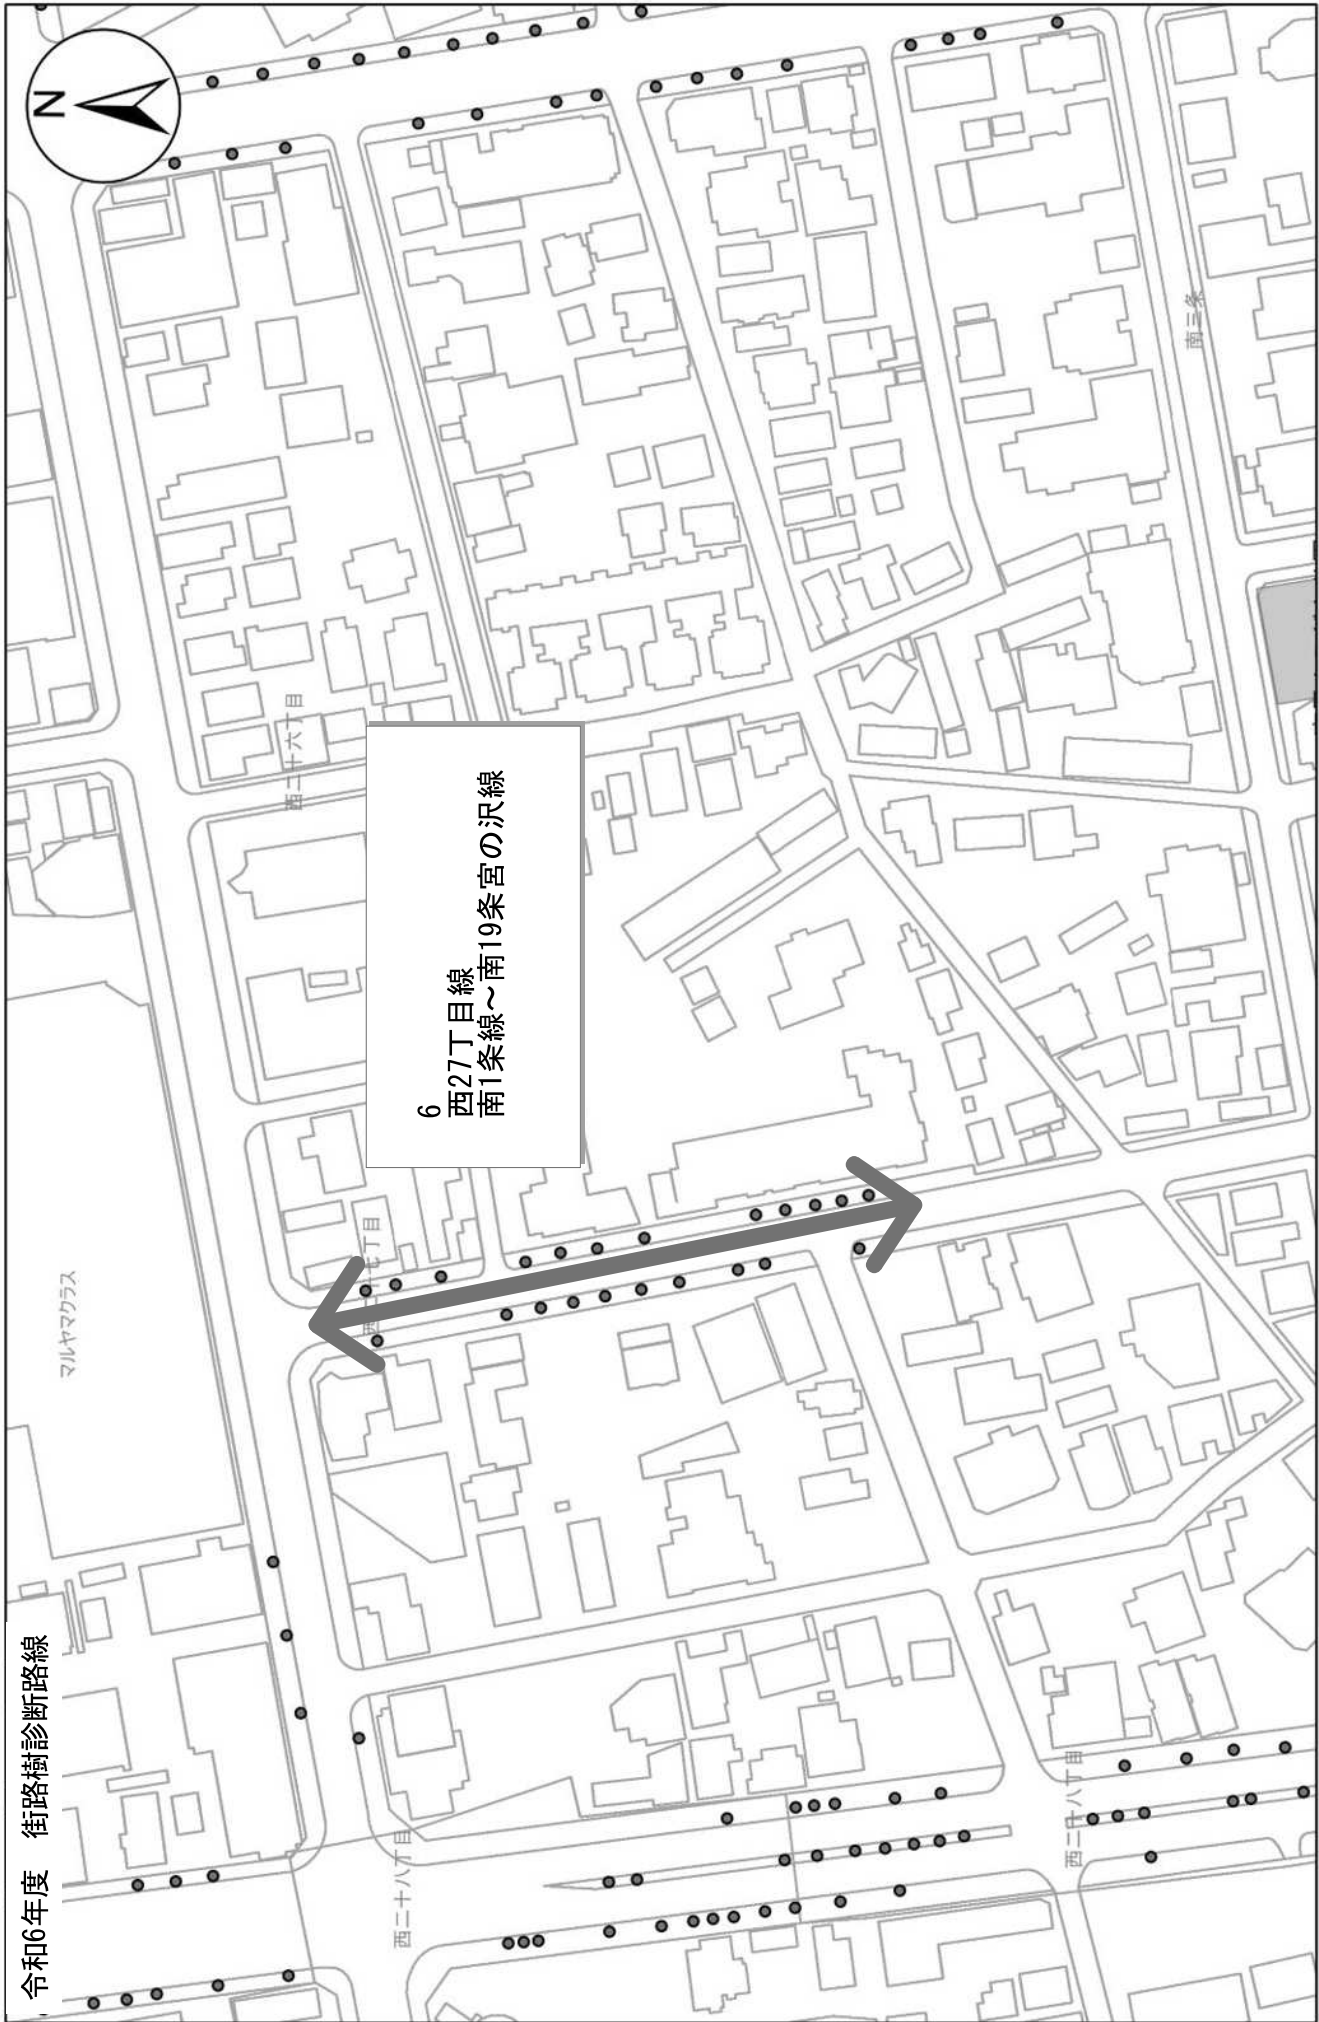 令和6年度　街路樹診断路線
N
6
西27丁目線
南1条線～南19条宮の沢線
マルヤマクラス
西二十六丁目
西二十七丁目
西二十八丁目
西二十八丁目
南三条